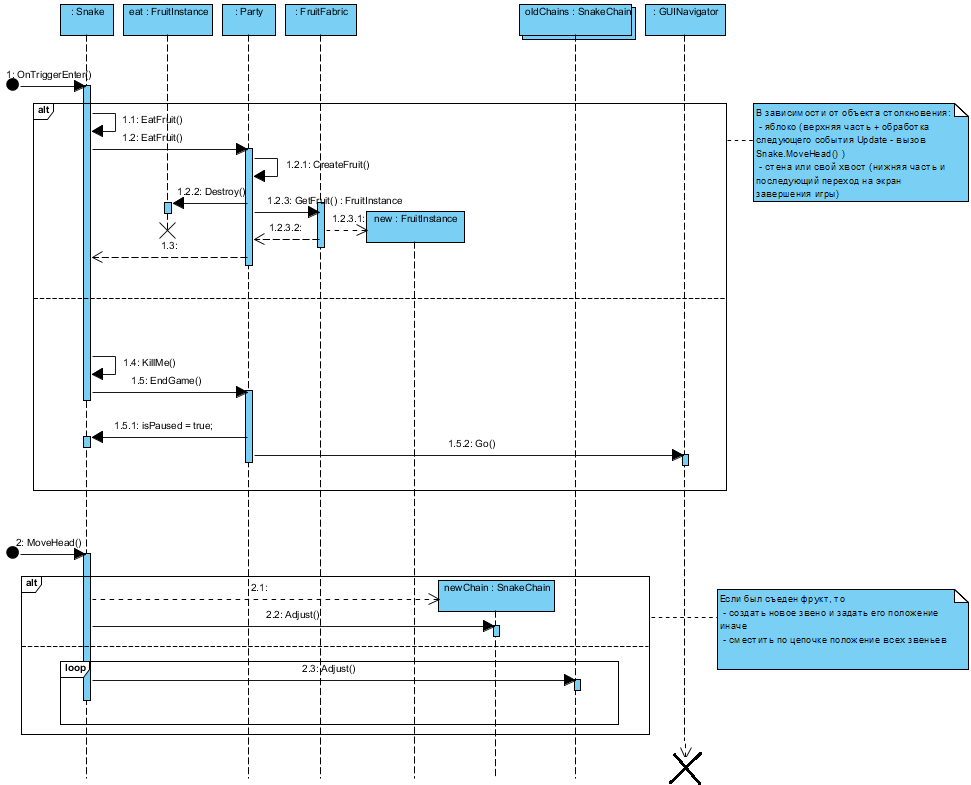 : Snake
eat : FruitInstance
: Party
: FruitFabric
oldChains : SnakeChain
: GUINavigator
1: OnTriggerEnter()
alt
1.1: EatFruit()
1.2: EatFruit()
1.2.1: CreateFruit()
1.2.2: Destroy()
1.2.3: GetFruit() : FruitInstance
1.2.3.1:
new : FruitInstance
1.2.3.2:
1.3:
В зависимости от объекта столкновения:
- яблоко (верхняя часть + обработка
следующего события Update - вызов
Snake.MoveHead() )
- стена или свой хвост (нижняя часть и
последующий переход на экран
завершения игры)
1.4: KillMe()
1.5: EndGame()
1.5.1: isPaused = true;
1.5.2: Go()
2: MoveHead()
alt
2.1:
newChain : SnakeChain
2.2: Adjust()
loop
2.3: Adjust()
Если был съеден фрукт, то
- создать новое звено и задать его положение
иначе
- сместить по цепочке положение всех звеньев